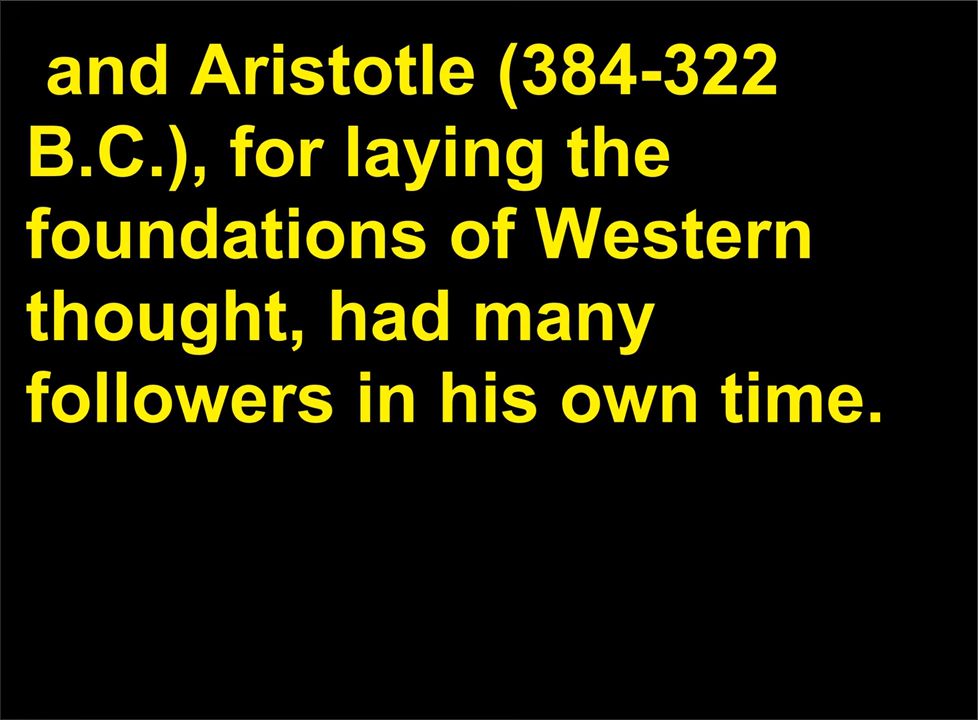 and Aristotle (384-322
B.C.), for laying the
foundations of Western
thought, had many
followers in his own time.